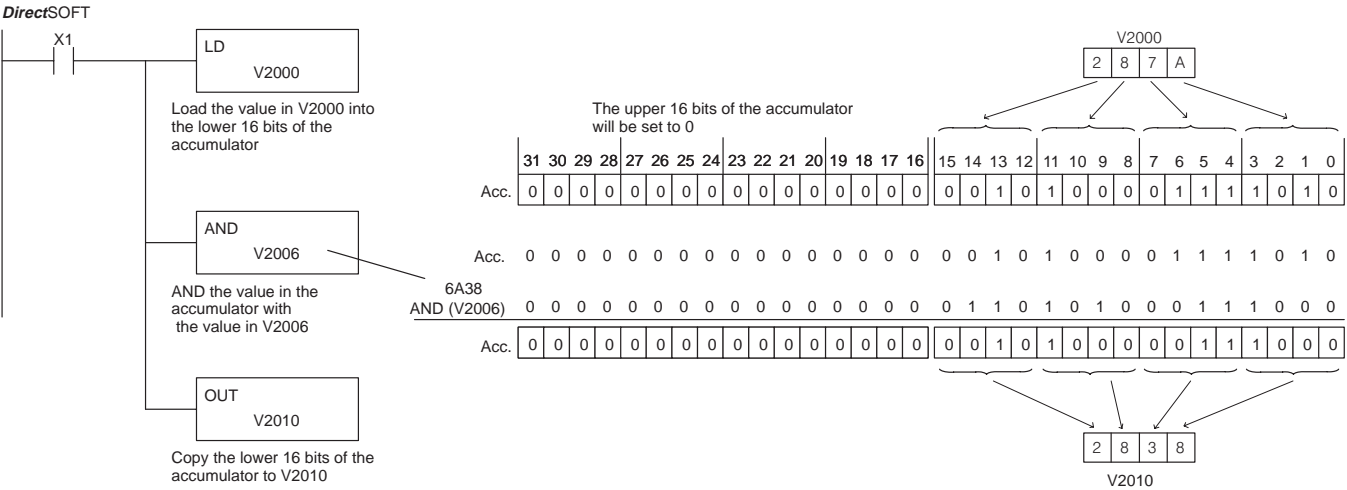 DirectSOFT
X1
LD
V2000
Load the value in V2000 into
the lower 16 bits of the
accumulator
AND
V2006
AND the value in the
accumulator with
the value in V2006
OUT
V2010
Copy the lower 16 bits of the
accumulator to V2010
V2000
2 8 7 A
The upper 16 bits of the accumulator
will be set to 0
31 30 29 28 27 26 25 24 23 22 21 20 19 18 17 16 15 14 13 12 11 10 9 8 7 6 5 4 3 2 1 0
Acc. 0 0 0 0 0 0 0 0 0 0 0 0 0 0 0 0 0 0 1 0 1 0 0 0 0 1 1 1 1 0 1 0
Acc. 0 0 0 0 0 0 0 0 0 0 0 0 0 0 0 0 0 0 1 0 1 0 0 0 0 1 1 1 1 0 1 0
6A38
AND (V2006) 0 0 0 0 0 0 0 0 0 0 0 0 0 0 0 0 0 1 1 0 1 0 1 0 0 0 1 1 1 0 0 0
Acc. 0 0 0 0 0 0 0 0 0 0 0 0 0 0 0 0 0 0 1 0 1 0 0 0 0 0 1 1 1 0 0 0
2 8 3 8
V2010